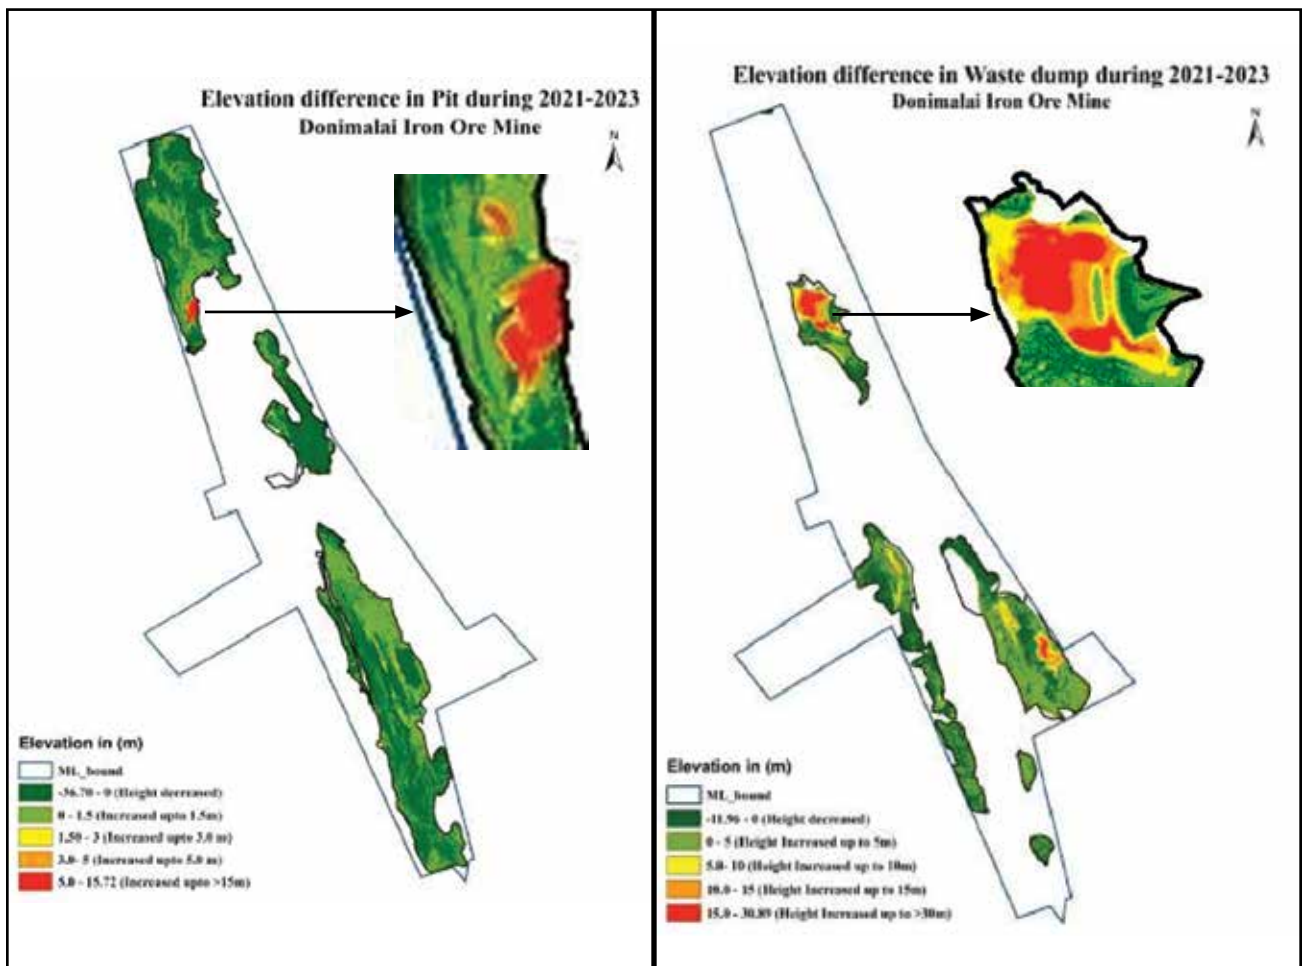 Elevation difference in Pit during 2021-2023
Donimalai Iron Ore Mine
N
Elevation in (m)
ML_bound
-36.70 - 0 (Height decreased)
0 - 1.5 (Increased upto 1.5m)
1.50 - 3 (Increased upto 3.0 m)
3.0- 5 (Increased upto 5.0 m)
5.0 - 15.72 (Increased upto >15m)
Elevation difference in Waste dump during 2021-2023
Donimalai Iron Ore Mine
N
Elevation in (m)
ML_bound
-11.96 - 0 (Height decreased)
0 - 5 (Height Increased up to 5m)
5.0- 10 (Height Increased up to 10m)
10.0 - 15 (Height Increased up to 15m)
15.0 - 30.89 (Height Increased up to >30m)